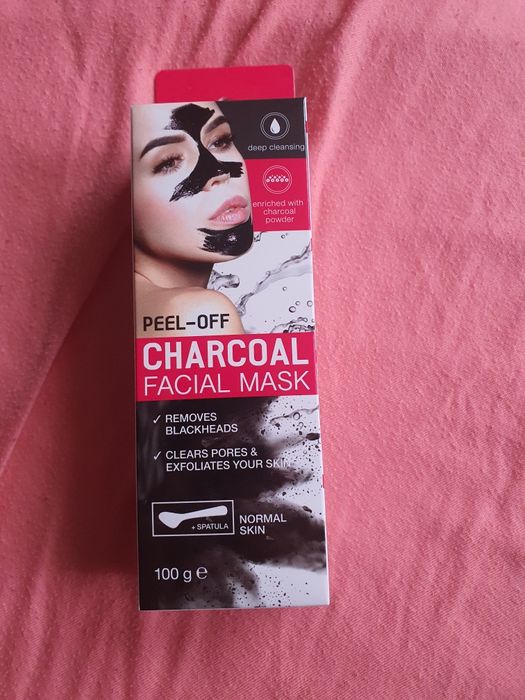 deep cleansing
enriched with
charcoal
powder
PEEL-OFF
CHARCOAL
FACIAL MASK
✓ REMOVES
BLACKHEADS
✓ CLEARS PORES &
EXFOLIATES YOUR SKIN
+ SPATULA
NORMAL
SKIN
100 g ℮